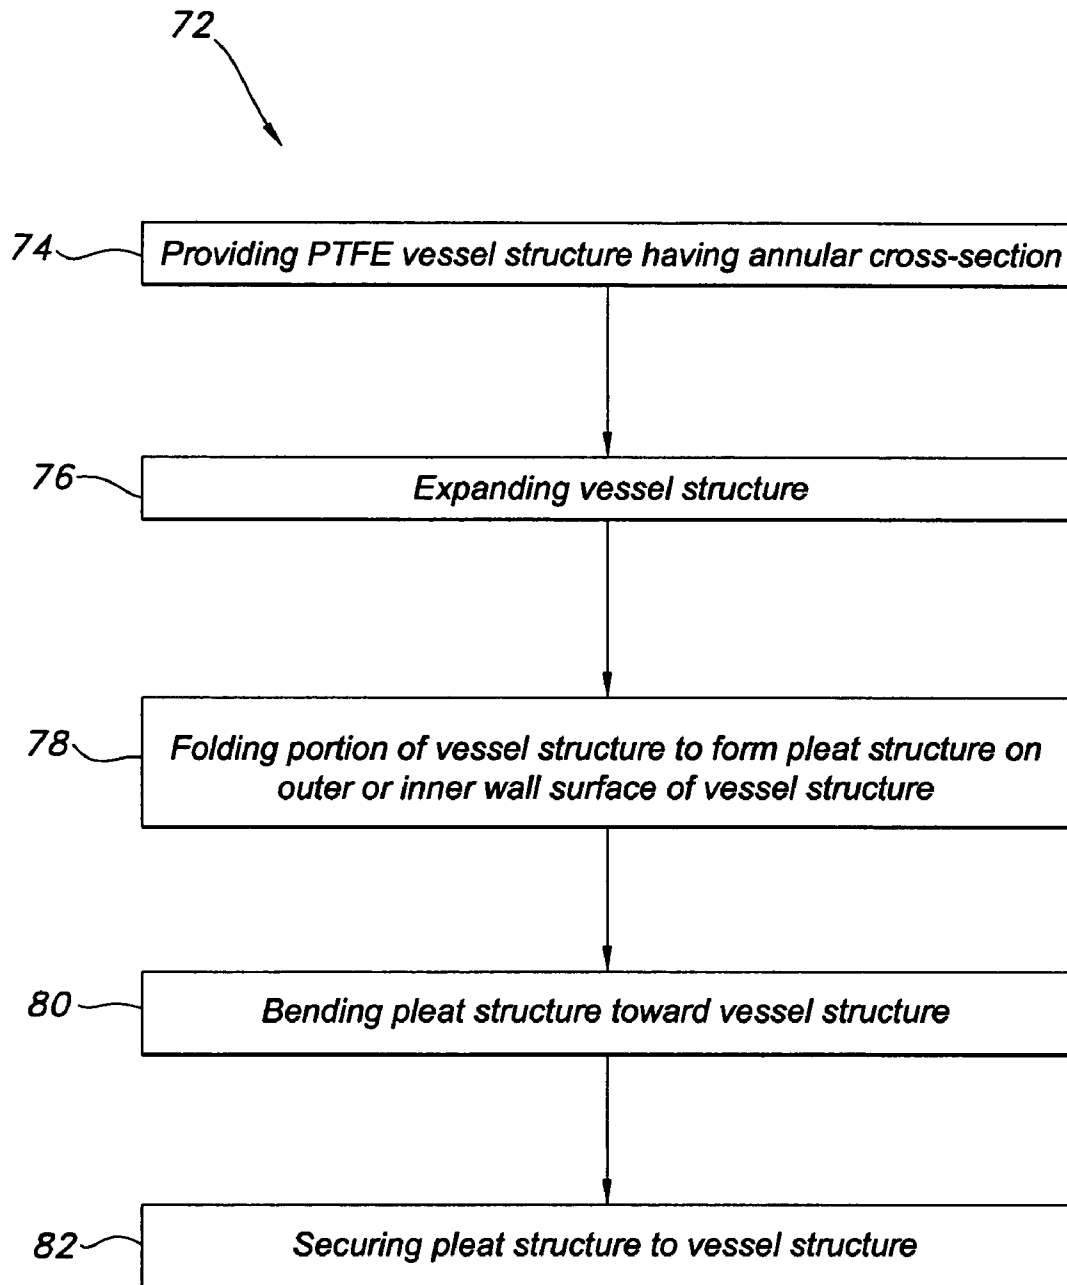 72
74
Providing PTFE vessel structure having annular cross-section
76
Expanding vessel structure
78
Folding portion of vessel structure to form pleat structure on
outer or inner wall surface of vessel structure
80
Bending pleat structure toward vessel structure
82
Securing pleat structure to vessel structure